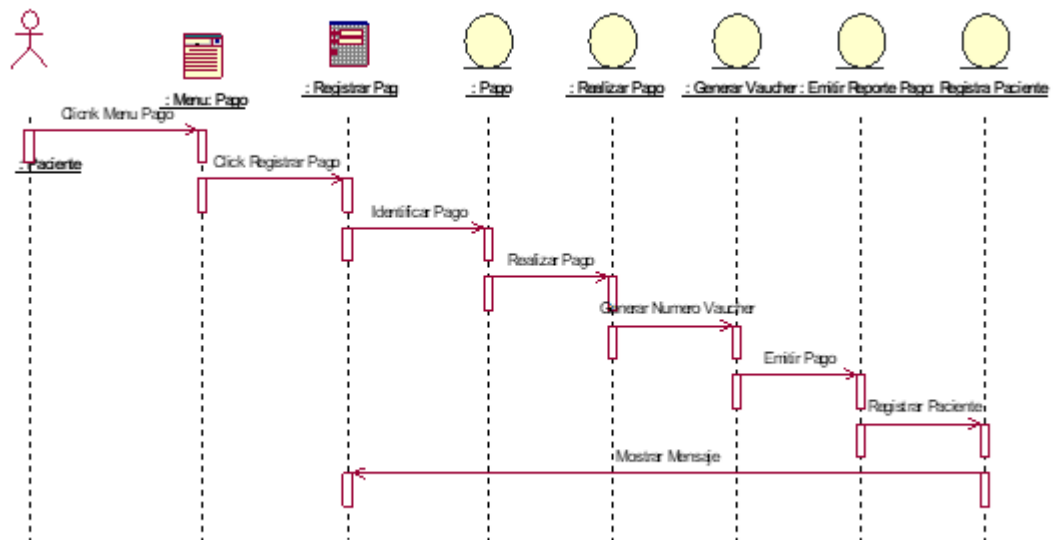 : Menu: Pago
: Registrar Pag
: Pago
: Realizar Pago
: Generar Vaucher
: Emitir Reporte Pago
: Registra Paciente
Clicnk Menu Pago
: Paciente
Click Registrar Pago
Identificar Pago
Realizar Pago
Generar Numero Vaucher
Emitir Pago
Registrar Paciente
Mostrar Mensaje